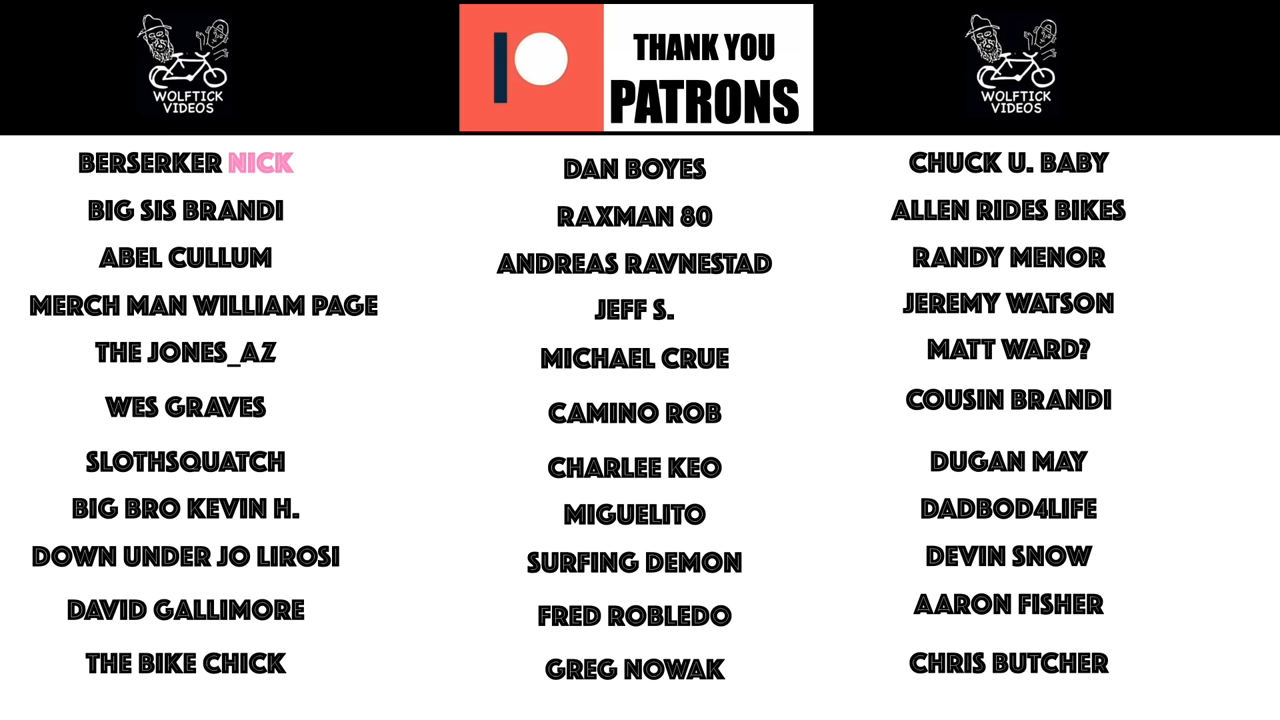 WOLFTICK
VIDEOS
THANK YOU
PATRONS
WOLFTICK
VIDEOS
BERSERKER NICK
BIG SIS BRANDI
ABEL CULLUM
MERCH MAN WILLIAM PAGE
THE JONES_AZ
WES GRAVES
SLOTHSQUATCH
BIG BRO KEVIN H.
DOWN UNDER JO LIROSI
DAVID GALLIMORE
THE BIKE CHICK
DAN BOYES
RAXMAN 80
ANDREAS RAVNESTAD
JEFF S.
MICHAEL CRUE
CAMINO ROB
CHARLEE KEO
MIGUELITO
SURFING DEMON
FRED ROBLEDO
GREG NOWAK
CHUCK U. BABY
ALLEN RIDES BIKES
RANDY MENOR
JEREMY WATSON
MATT WARD?
COUSIN BRANDI
DUGAN MAY
DADBOD4LIFE
DEVIN SNOW
AARON FISHER
CHRIS BUTCHER